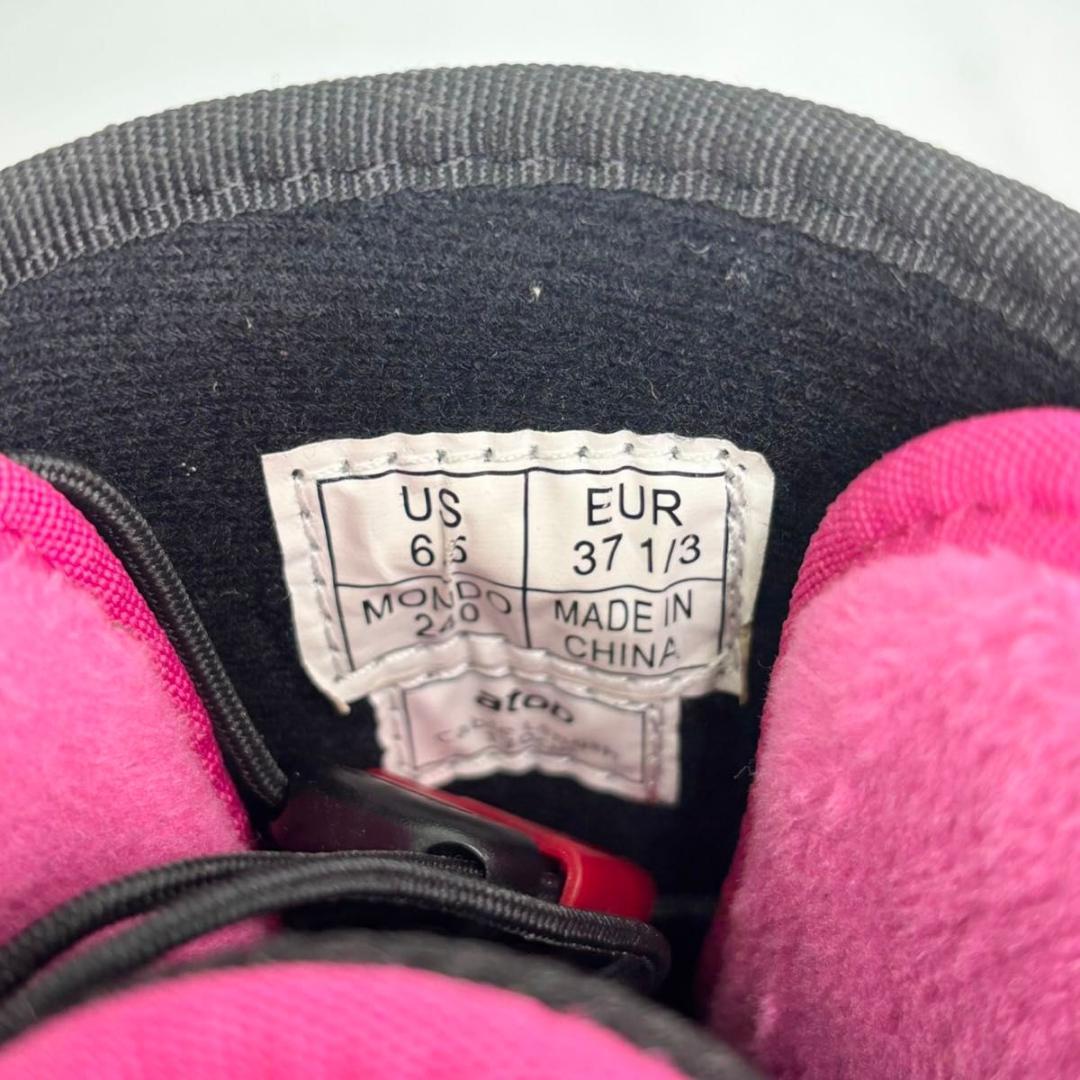 US
EUR
6.5
37 1/3
MONDO
240
MADE IN
CHINA
atop